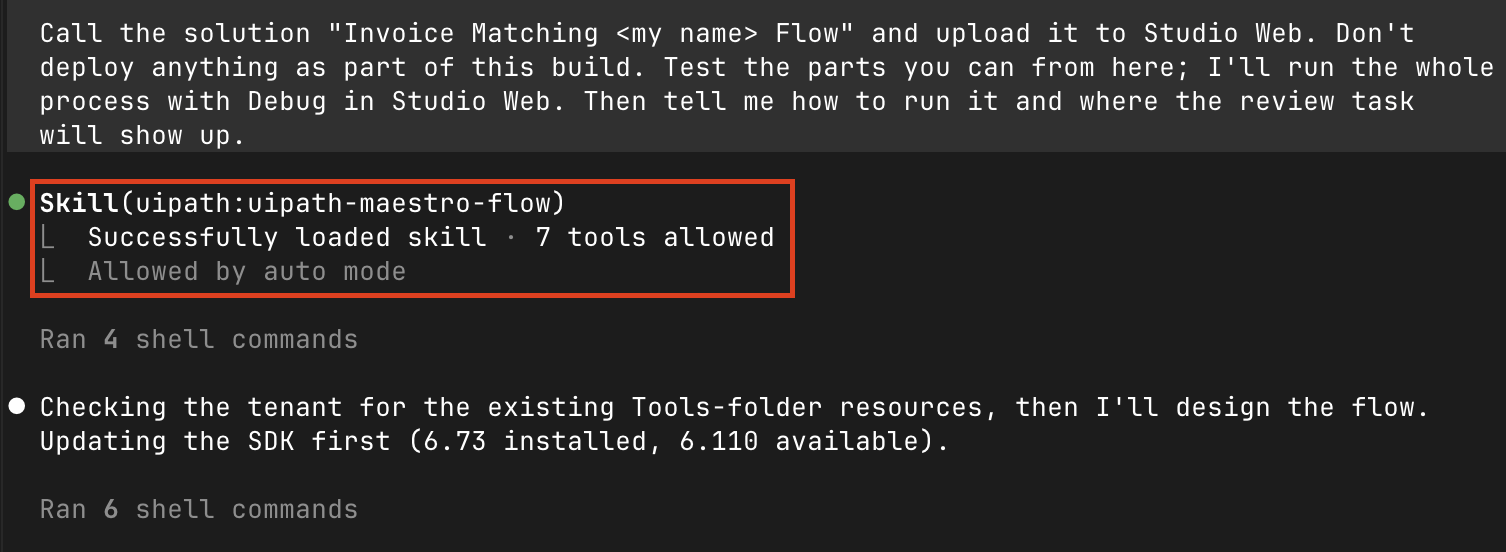 Call the solution "Invoice Matching <my name> Flow" and upload it to Studio Web. Don't
deploy anything as part of this build. Test the parts you can from here; I'll run the whole
process with Debug in Studio Web. Then tell me how to run it and where the review task
will show up.
Skill(uipath:uipath-maestro-flow)
Successfully loaded skill · 7 tools allowed
Allowed by auto mode
Ran 4 shell commands
Checking the tenant for the existing Tools-folder resources, then I'll design the flow.
Updating the SDK first (6.73 installed, 6.110 available).
Ran 6 shell commands